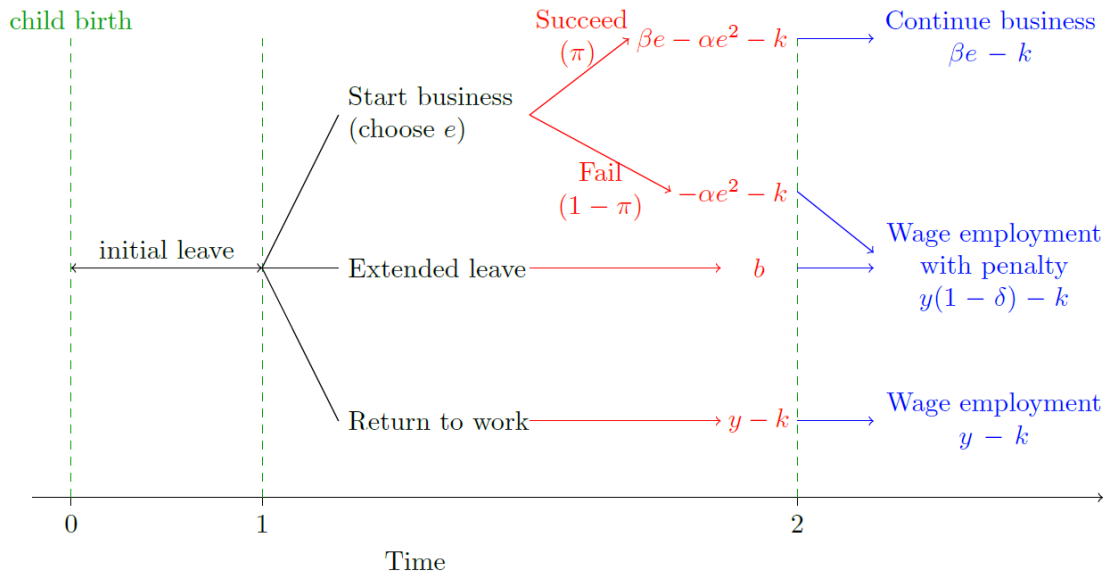 child birth
Succeed
(π)
βe − αe² − k
Continue business
βe − k
Start business
(choose e)
Fail
(1 − π)
−αe² − k
initial leave
Extended leave
b
Wage employment
with penalty
y(1 − δ) − k
Return to work
y − k
Wage employment
y − k
0
1
2
Time